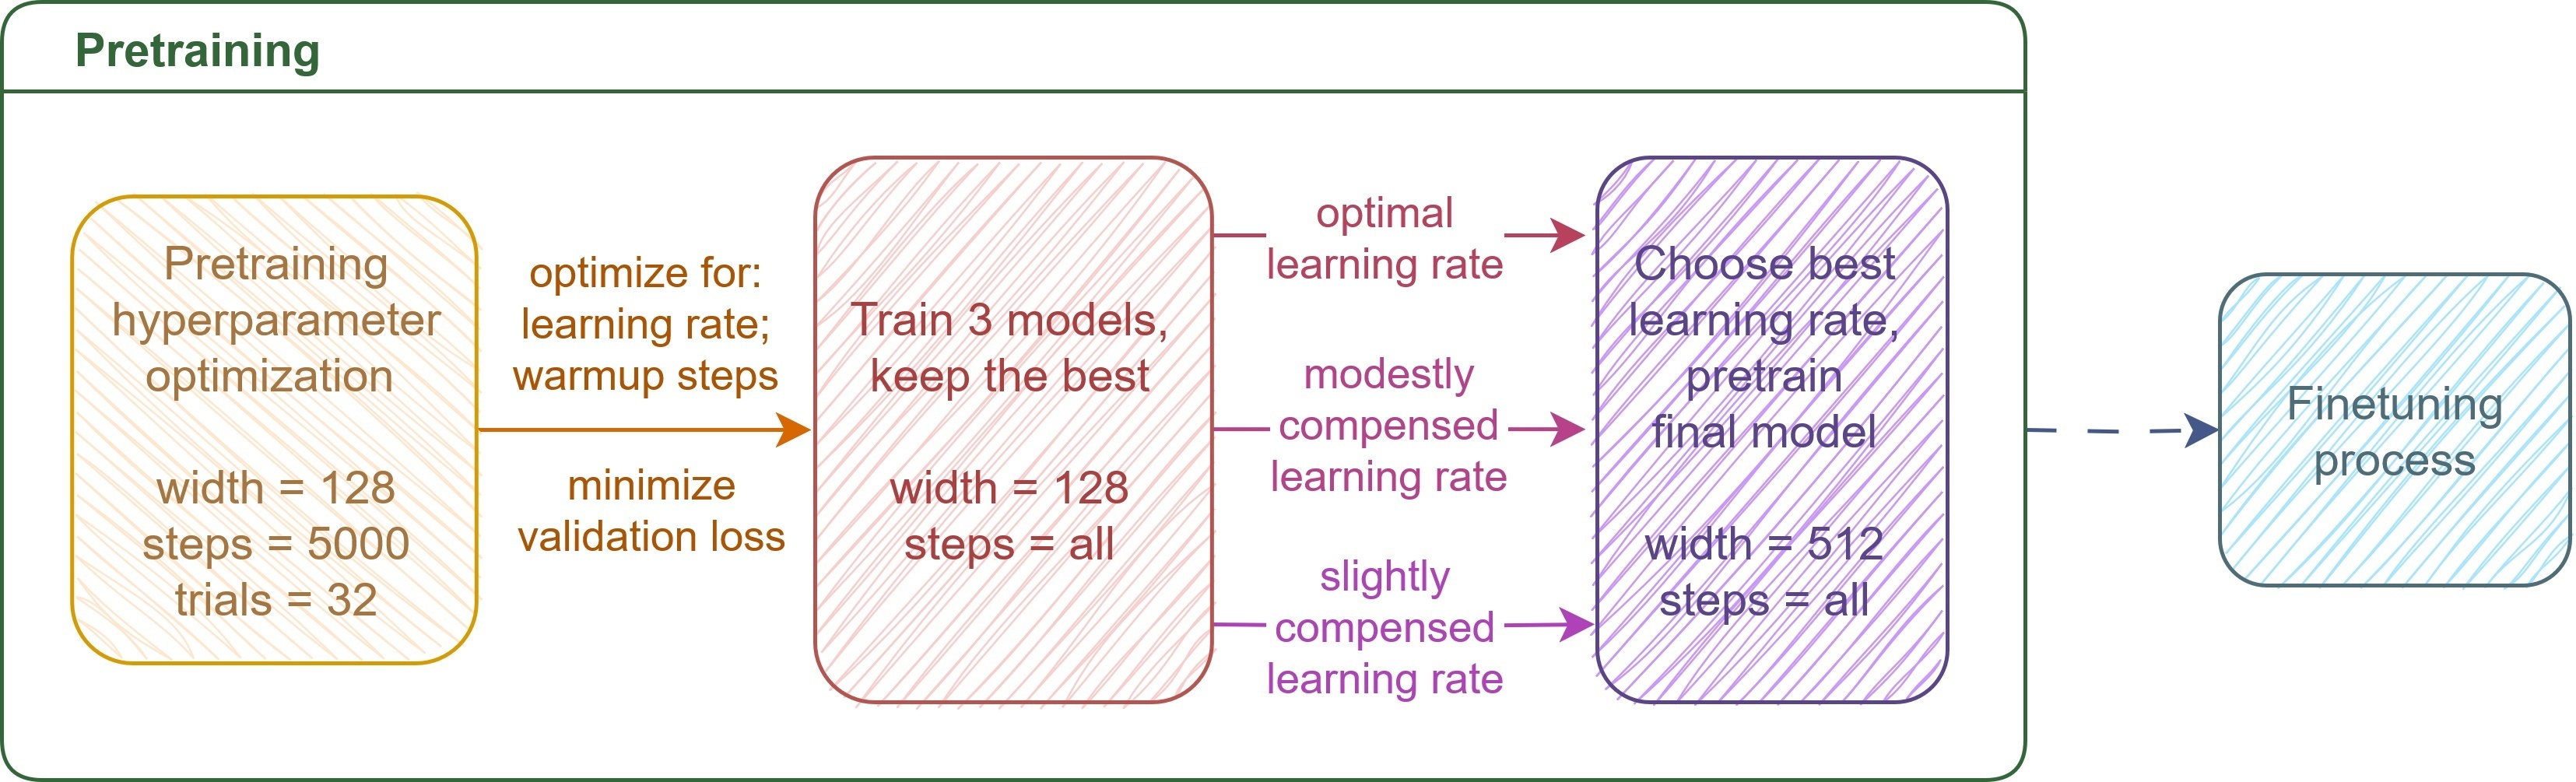 Pretraining
Pretraining
hyperparameter
optimization
width = 128
steps = 5000
trials = 32
optimize for:
learning rate;
warmup steps
minimize
validation loss
Train 3 models,
keep the best
width = 128
steps = all
optimal
learning rate
modestly
compensed
learning rate
slightly
compensed
learning rate
Choose best
learning rate,
pretrain
final model
width = 512
steps = all
Finetuning
process